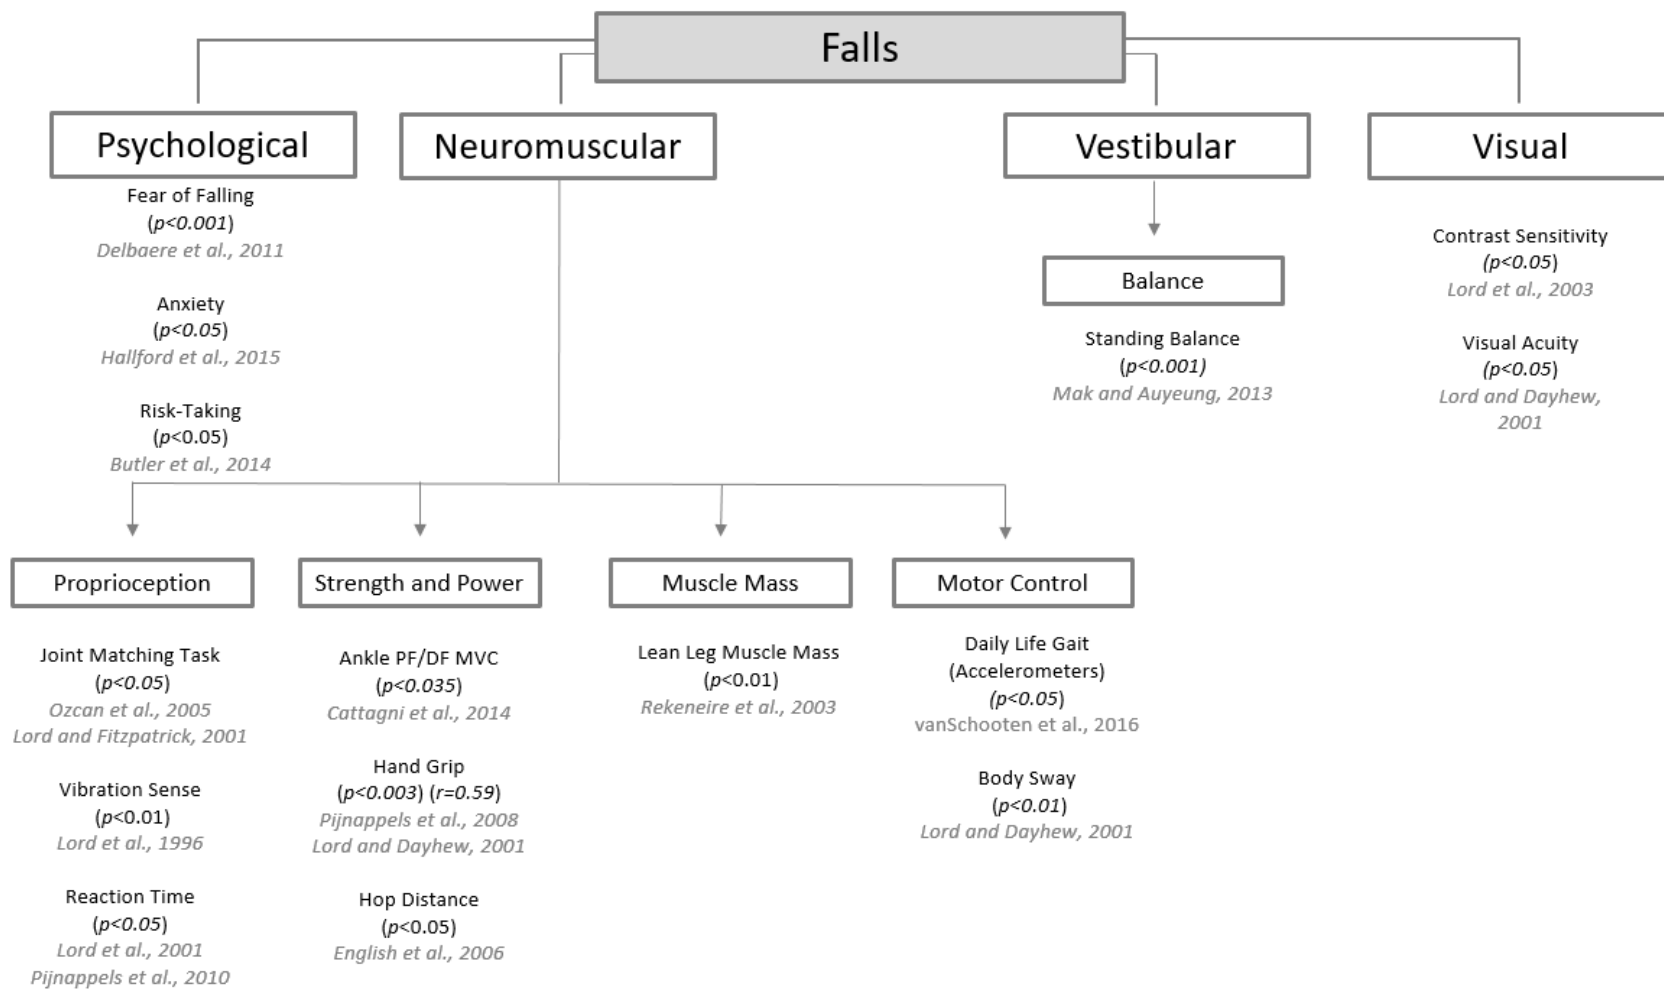 Falls
Psychological
Fear of Falling
(p<0.001)
Delbaere et al., 2011
Anxiety
(p<0.05)
Hallford et al., 2015
Risk-Taking
(p<0.05)
Butler et al., 2014
Neuromuscular
Vestibular
Balance
Standing Balance
(p<0.001)
Mak and Auyeung, 2013
Visual
Contrast Sensitivity
(p<0.05)
Lord et al., 2003
Visual Acuity
(p<0.05)
Lord and Dayhew,
2001
Proprioception
Joint Matching Task
(p<0.05)
Ozcan et al., 2005
Lord and Fitzpatrick, 2001
Vibration Sense
(p<0.01)
Lord et al., 1996
Reaction Time
(p<0.05)
Lord et al., 2001
Pijnappels et al., 2010
Strength and Power
Ankle PF/DF MVC
(p<0.035)
Cattagni et al., 2014
Hand Grip
(p<0.003) (r=0.59)
Pijnappels et al., 2008
Lord and Dayhew, 2001
Hop Distance
(p<0.05)
English et al., 2006
Muscle Mass
Lean Leg Muscle Mass
(p<0.01)
Rekeneire et al., 2003
Motor Control
Daily Life Gait
(Accelerometers)
(p<0.05)
vanSchooten et al., 2016
Body Sway
(p<0.01)
Lord and Dayhew, 2001